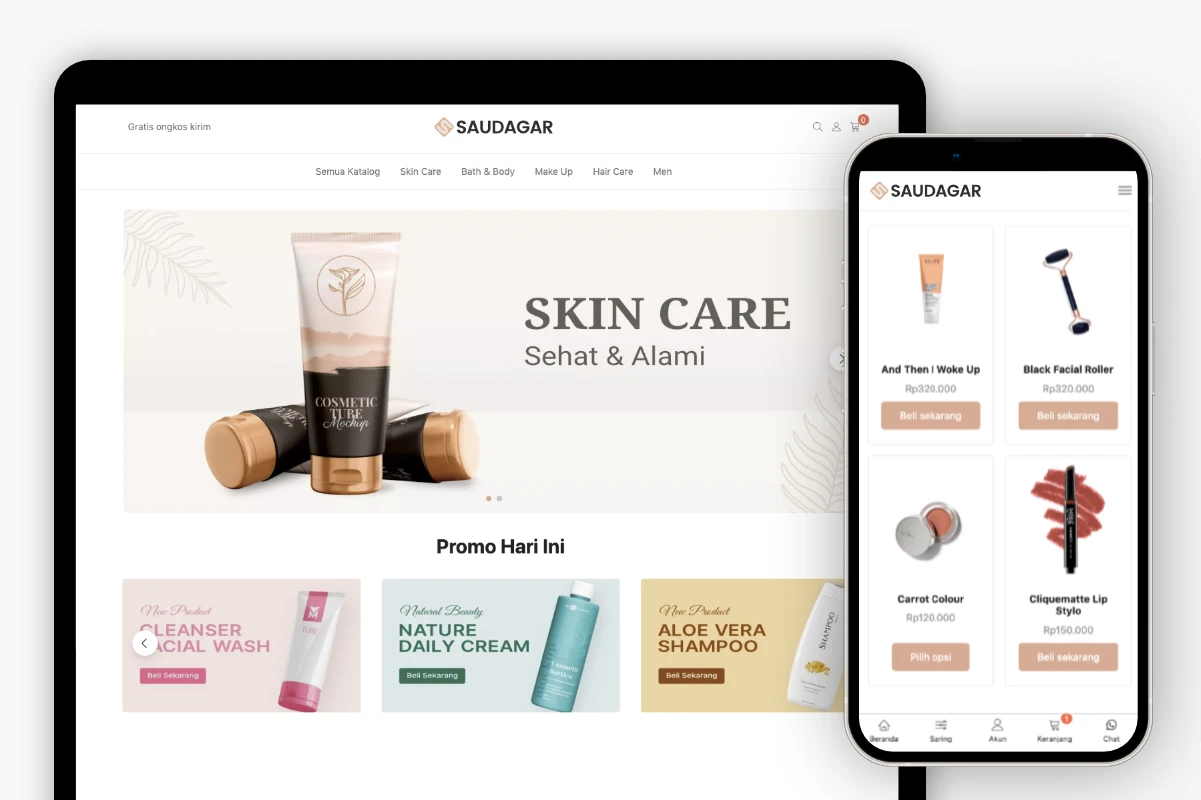 Gratis ongkos kirim
SAUDAGAR
0
Semua Katalog Skin Care Bath & Body Make Up Hair Care Men
SKIN CARE
Sehat & Alami
COSMETIC
TUBE
Mockup
Promo Hari Ini
New Product
CLEANSER
FACIAL WASH
Beli Sekarang
TUBE
Natural Beauty
NATURE
DAILY CREAM
Beli Sekarang
Cosmetic
Bottles
New Product
ALOE VERA
SHAMPOO
Beli Sekarang
SHAMPOO
SAUDAGAR
And Then I Woke Up
Rp320.000
Beli sekarang
Black Facial Roller
Rp320.000
Beli sekarang
Carrot Colour
Rp120.000
Pilih opsi
Cliquematte Lip
Stylo
Rp150.000
Beli sekarang
1
Beranda Saring Akun Keranjang Chat